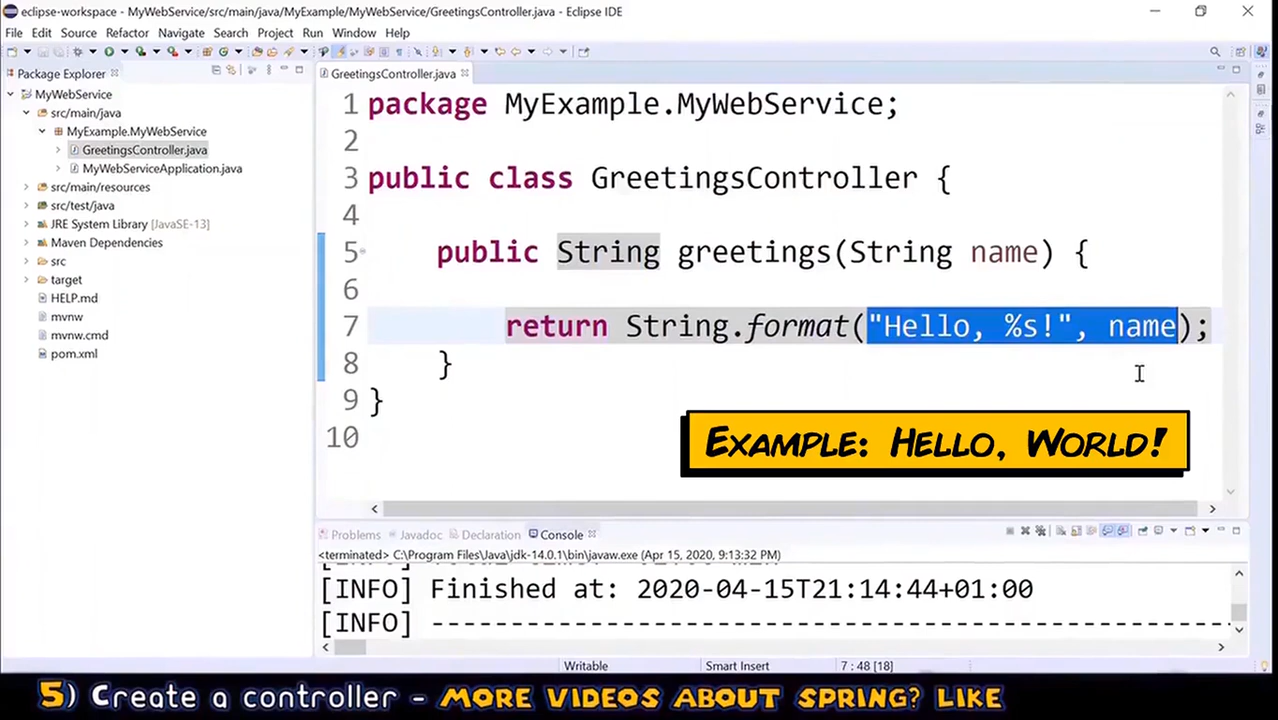 eclipse-workspace - MyWebService/src/main/java/MyExample/MyWebService/GreetingsController.java - Eclipse IDE
File Edit Source Refactor Navigate Search Project Run Window Help
Package Explorer
MyWebService
src/main/java
MyExample.MyWebService
GreetingsController.java
MyWebServiceApplication.java
src/main/resources
src/test/java
JRE System Library [JavaSE-13]
Maven Dependencies
src
target
HELP.md
mvnw
mvnw.cmd
pom.xml
GreetingsController.java
1 package MyExample.MyWebService;
2
3 public class GreetingsController {
4
5 public String greetings(String name) {
6
7 return String.format("Hello, %s!", name);
8 }
9 }
10
EXAMPLE: HELLO, WORLD!
Problems Javadoc Declaration Console
<terminated> C:\Program Files\Java\jdk-14.0.1\bin\javaw.exe (Apr 15, 2020, 9:13:32 PM)
[INFO] Finished at: 2020-04-15T21:14:44+01:00
[INFO] -----------------------------------------------
Writable Smart Insert 7 : 48 [18]
5) Create a controller - MORE VIDEOS ABOUT SPRING? LIKE